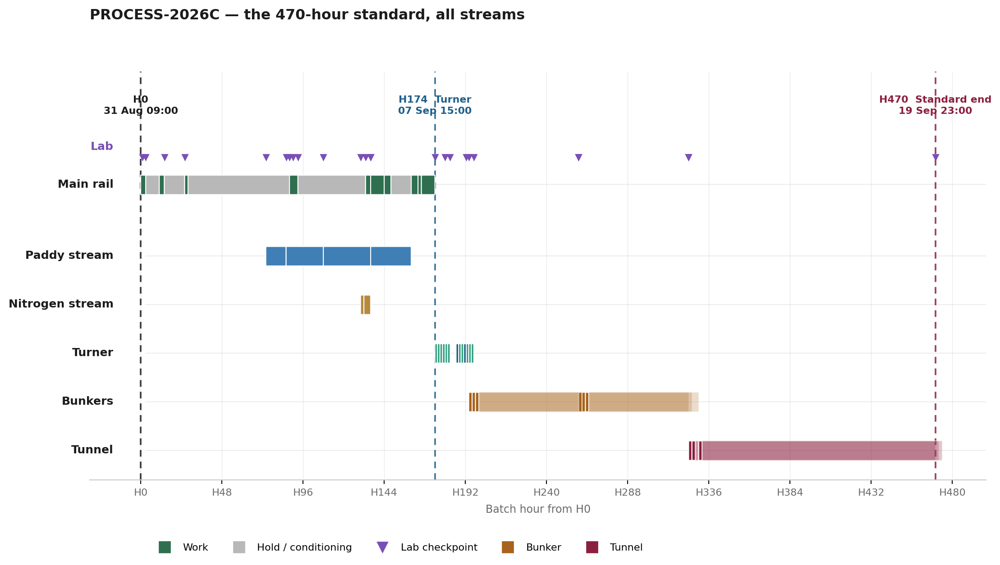 PROCESS-2026C — the 470-hour standard, all streams
H0
31 Aug 09:00
H174  Turner
07 Sep 15:00
H470  Standard end
19 Sep 23:00
Lab
Main rail
Paddy stream
Nitrogen stream
Turner
Bunkers
Tunnel
H0 H48 H96 H144 H192 H240 H288 H336 H384 H432 H480
Batch hour from H0
Work Hold / conditioning Lab checkpoint Bunker Tunnel